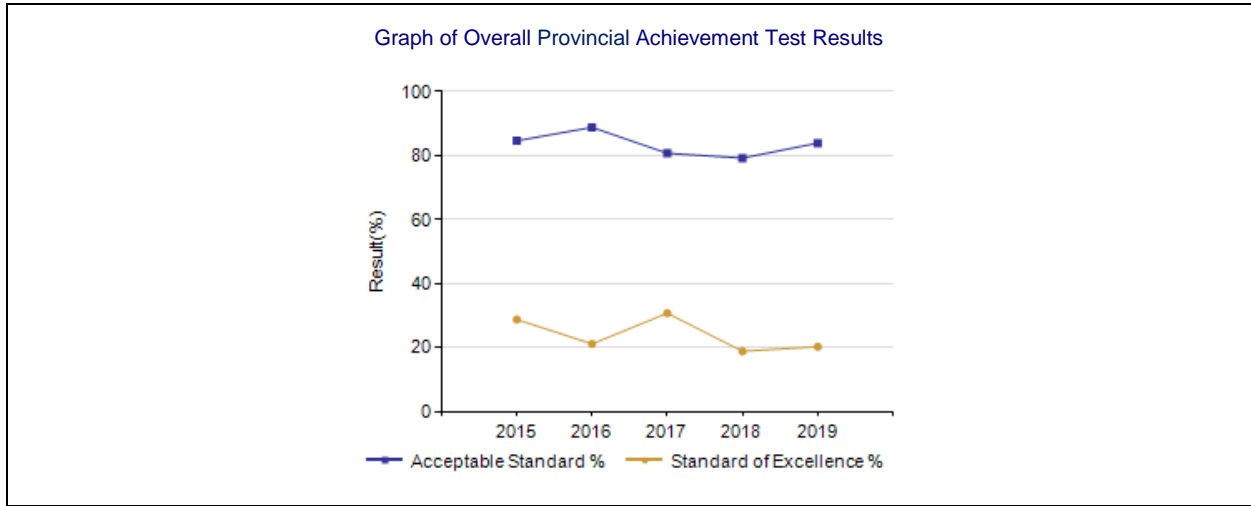 Graph of Overall Provincial Achievement Test Results
100
80
60
40
20
0
Result(%)
2015 2016 2017 2018 2019
Acceptable Standard % Standard of Excellence %